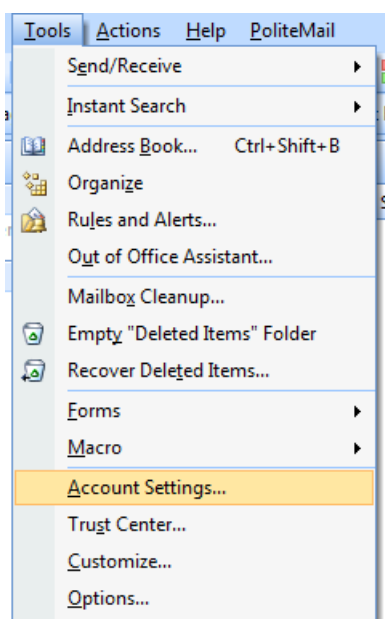 Tools Actions Help PoliteMail
Send/Receive
Instant Search
Address Book... Ctrl+Shift+B
Organize
Rules and Alerts...
Out of Office Assistant...
Mailbox Cleanup...
Empty "Deleted Items" Folder
Recover Deleted Items...
Forms
Macro
Account Settings...
Trust Center...
Customize...
Options...